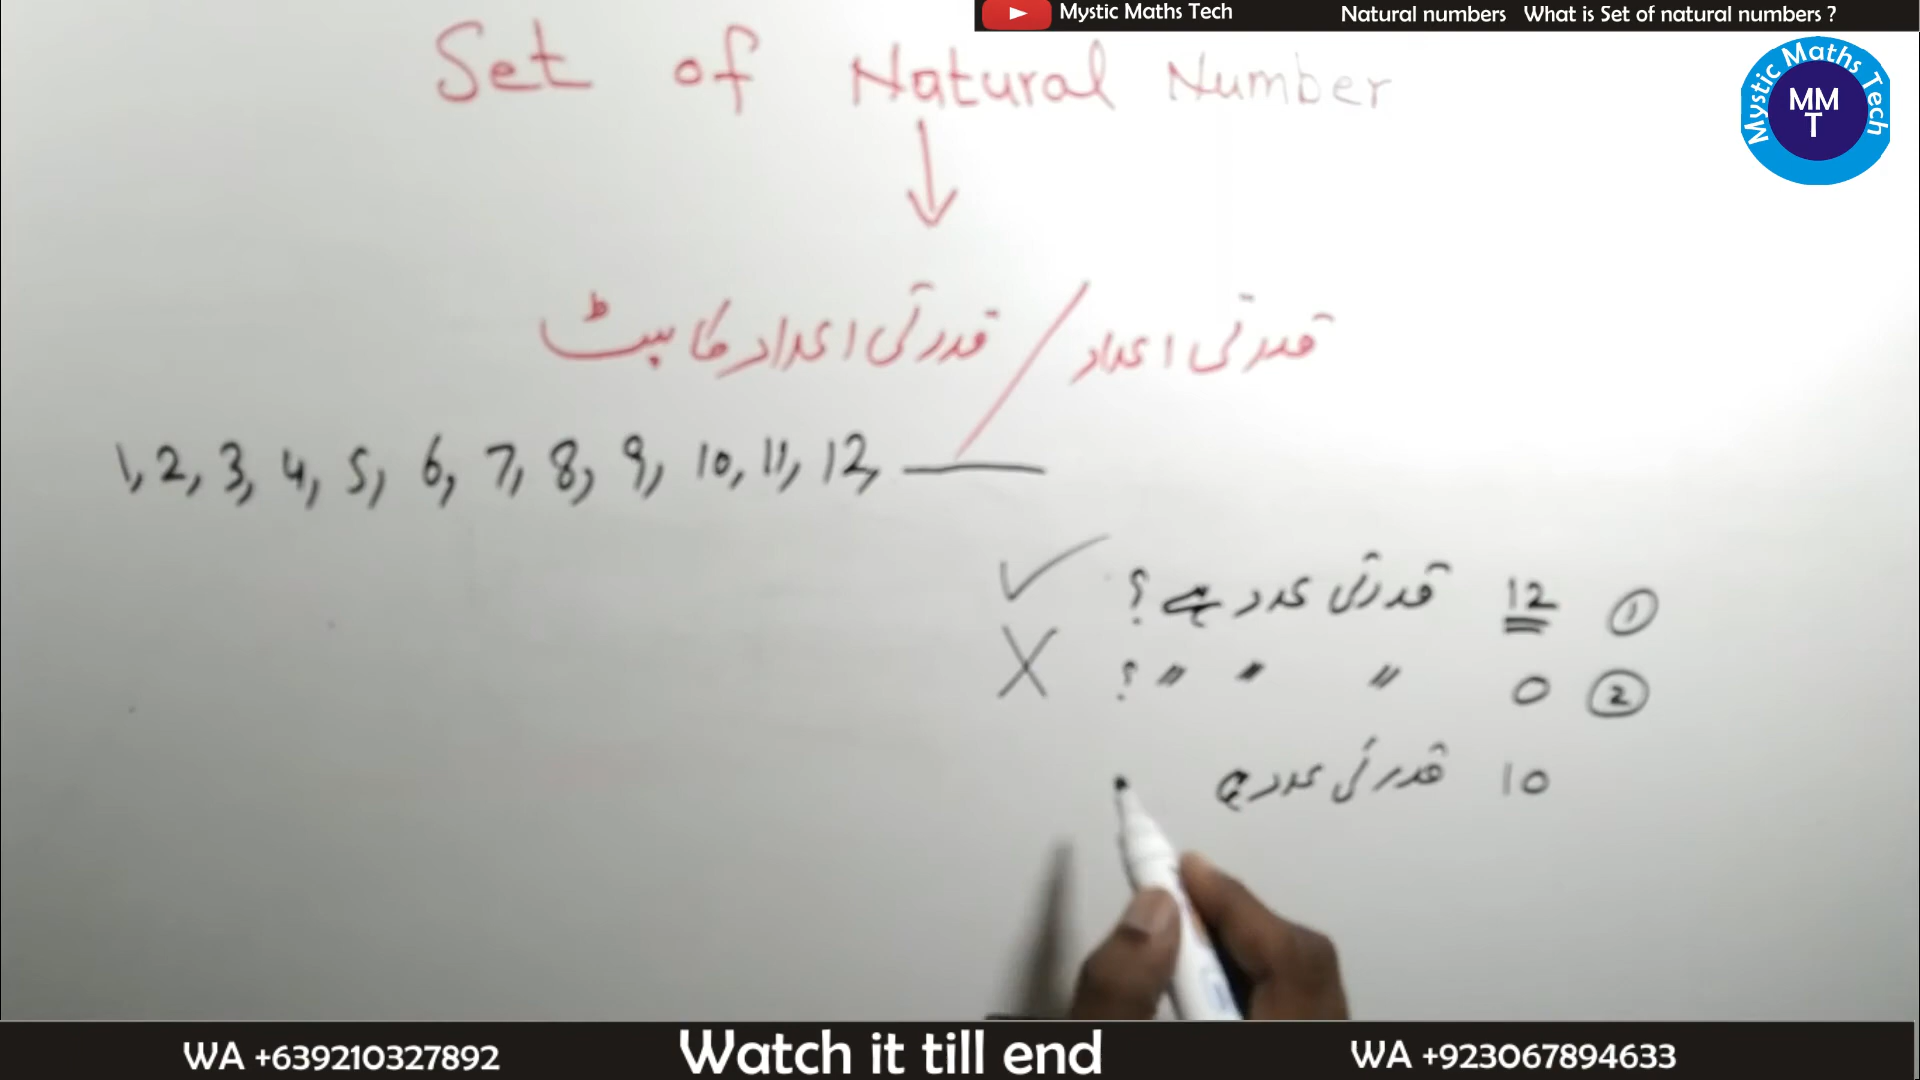 Mystic Maths Tech Natural numbers What is Set of natural numbers ?
Mystic Maths Tech
MM
T
Set of Natural Number
قدرتی اعداد / قدرتی اعداد کا سیٹ
1, 2, 3, 4, 5, 6, 7, 8, 9, 10, 11, 12, —
① 12 قدرتی عدد ہے ؟ ✓
② 0 〃 〃 〃 ؟ X
10 قدرتی عدد ہے
WA +639210327892 Watch it till end WA +923067894633